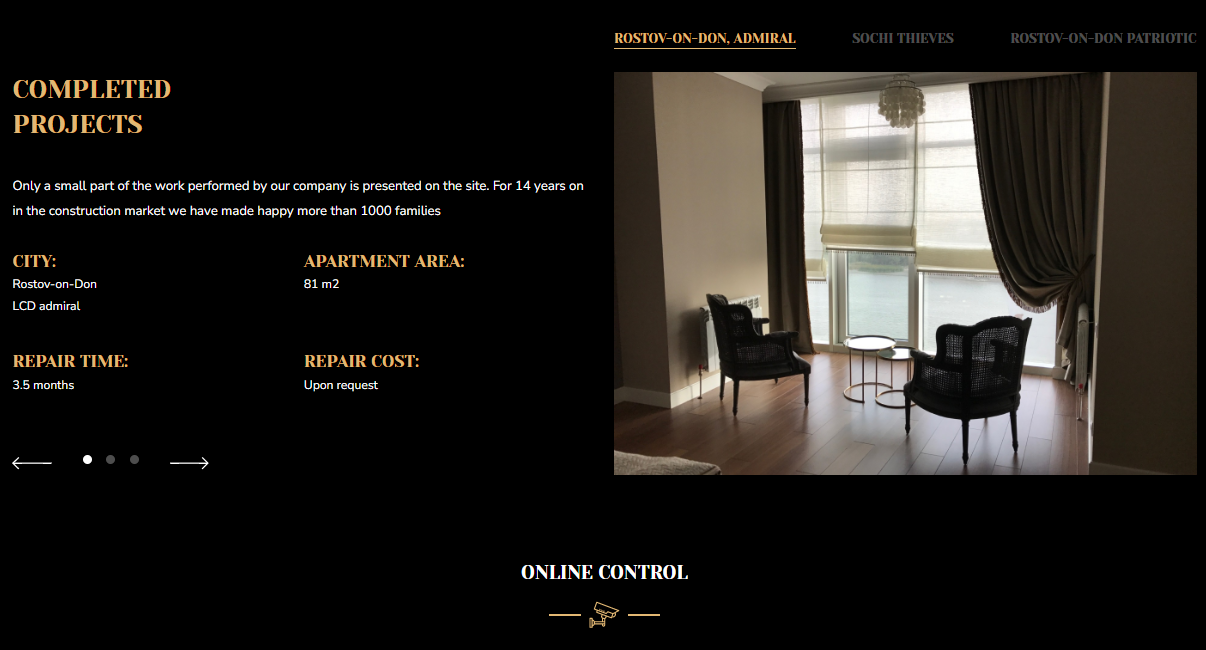 ROSTOV-ON-DON, ADMIRAL
SOCHI THIEVES
ROSTOV-ON-DON PATRIOTIC
COMPLETED
PROJECTS
Only a small part of the work performed by our company is presented on the site. For 14 years on
in the construction market we have made happy more than 1000 families
CITY:
Rostov-on-Don
LCD admiral
APARTMENT AREA:
81 m2
REPAIR TIME:
3.5 months
REPAIR COST:
Upon request
ONLINE CONTROL